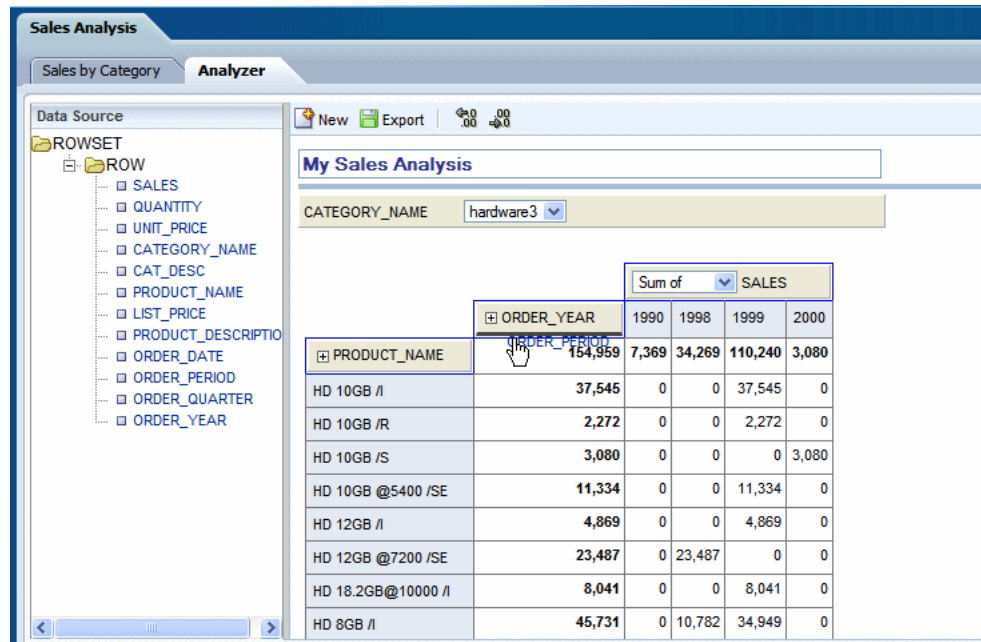 Sales Analysis
Sales by Category Analyzer
Data Source
ROWSET
ROW
SALES
QUANTITY
UNIT_PRICE
CATEGORY_NAME
CAT_DESC
PRODUCT_NAME
LIST_PRICE
PRODUCT_DESCRIPTIO
ORDER_DATE
ORDER_PERIOD
ORDER_QUARTER
ORDER_YEAR
New Export .00 .00
My Sales Analysis
CATEGORY_NAME hardware3
Sum of SALES
ORDER_YEAR 1990 1998 1999 2000
ORDER_PERIOD
PRODUCT_NAME 154,959 7,369 34,269 110,240 3,080
HD 10GB /I 37,545 0 0 37,545 0
HD 10GB /R 2,272 0 0 2,272 0
HD 10GB /S 3,080 0 0 0 3,080
HD 10GB @5400 /SE 11,334 0 0 11,334 0
HD 12GB /I 4,869 0 0 4,869 0
HD 12GB @7200 /SE 23,487 0 23,487 0 0
HD 18.2GB@10000 /I 8,041 0 0 8,041 0
HD 8GB /I 45,731 0 10,782 34,949 0